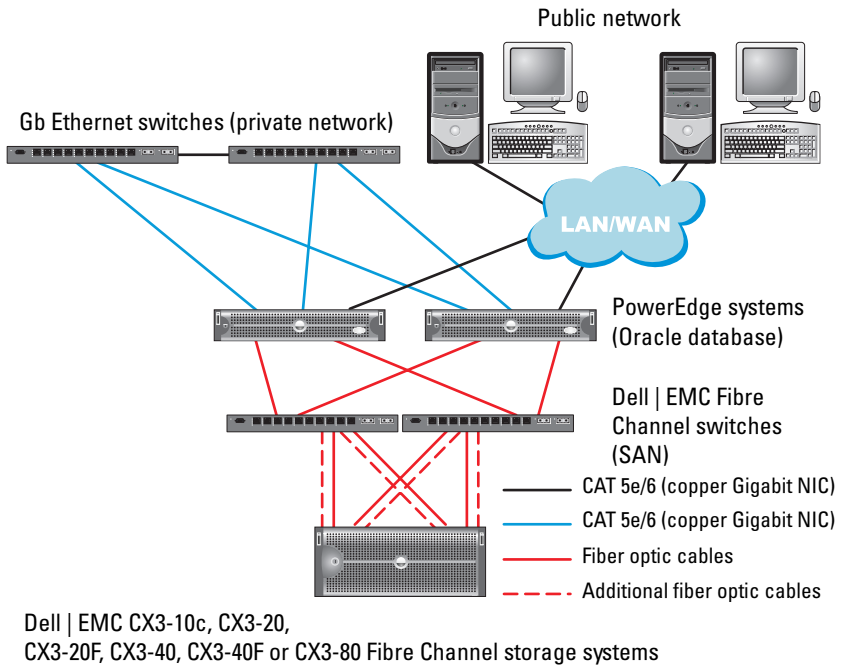 Public network
Gb Ethernet switches (private network)
LAN/WAN
PowerEdge systems
(Oracle database)
Dell | EMC Fibre
Channel switches
(SAN)
CAT 5e/6 (copper Gigabit NIC)
CAT 5e/6 (copper Gigabit NIC)
Fiber optic cables
Additional fiber optic cables
Dell | EMC CX3-10c, CX3-20,
CX3-20F, CX3-40, CX3-40F or CX3-80 Fibre Channel storage systems